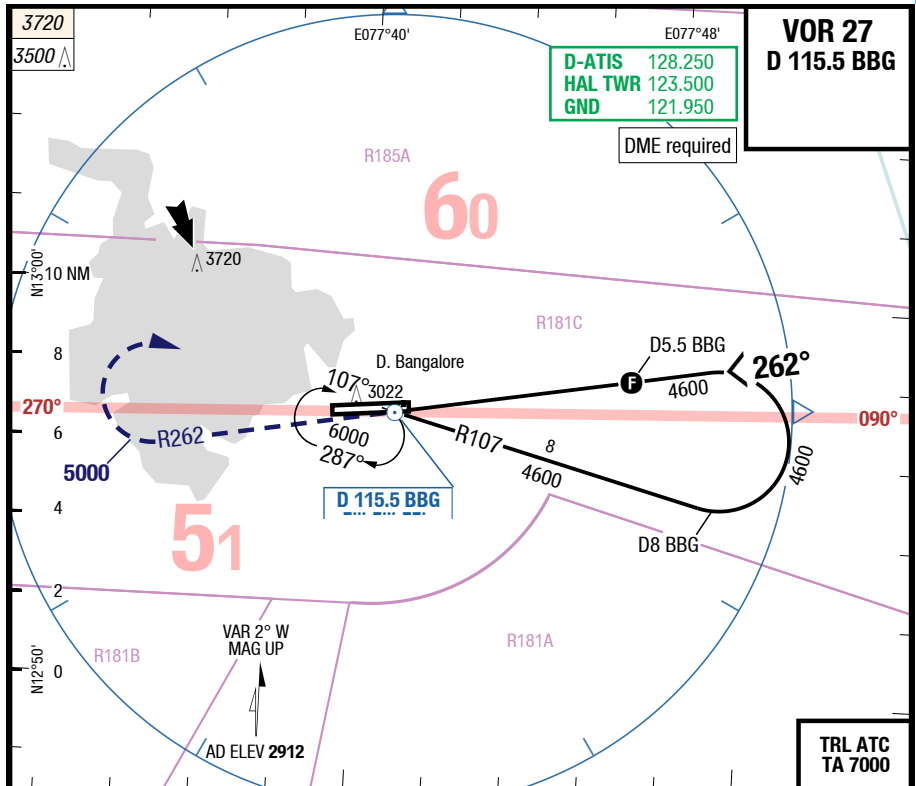 3720
3500
E077°40'
E077°48'
VOR 27
D 115.5 BBG
D-ATIS 128.250
HAL TWR 123.500
GND 121.950
DME required
R185A
60
N13°00'
10 NM
3720
R181C
8
D. Bangalore
D5.5 BBG
262°
107°
3022
4600
270°
090°
6
R262
6000
R107
8
287°
4600
4600
5000
D 115.5 BBG
4
51
D8 BBG
2
VAR 2° W
MAG UP
R181B
R181A
N12°50'
0
AD ELEV 2912
TRL ATC
TA 7000
F